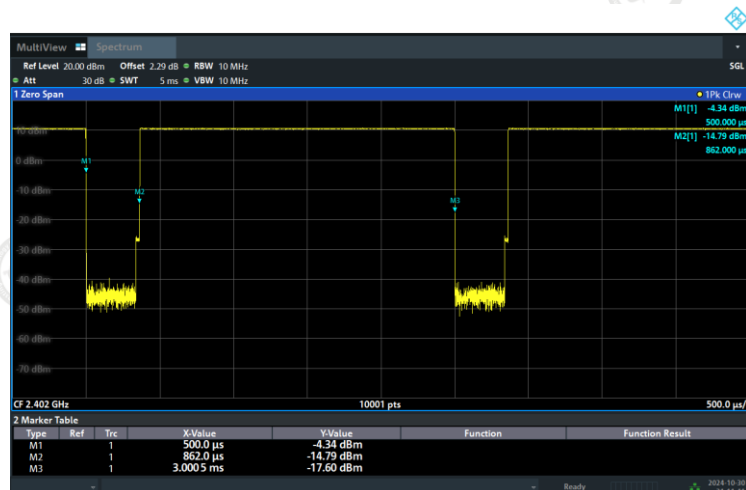 MultiView Spectrum
Ref Level 20.00 dBm Offset 2.29 dB RBW 10 MHz SGL
Att 30 dB SWT 5 ms VBW 10 MHz
1 Zero Span 1Pk Clrw
M1[1] -4.34 dBm
500.000 µs
M2[1] -14.79 dBm
862.000 µs
10 dBm
0 dBm
M1
-10 dBm
M2
M3
-20 dBm
-30 dBm
-40 dBm
-50 dBm
-60 dBm
-70 dBm
CF 2.402 GHz 10001 pts 500.0 µs/
2 Marker Table
Type Ref Trc X-Value Y-Value Function Function Result
M1 1 500.0 µs -4.34 dBm
M2 1 862.0 µs -14.79 dBm
M3 1 3.0005 ms -17.60 dBm
Ready 2024-10-30